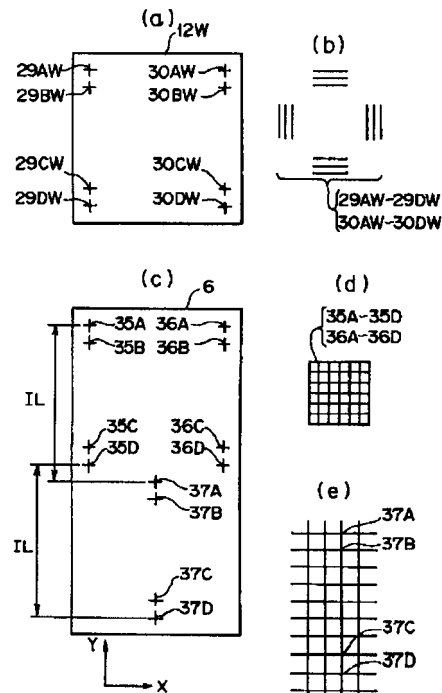 (a)
12W
29AW 30AW
29BW 30BW
29CW 30CW
29DW 30DW
(b)
29AW-29DW
30AW-30DW
(c)
6
35A 36A
35B 36B
IL
35C 36C
35D 36D
37A
37B
IL
37C
37D
Y
X
(d)
35A-35D
36A-36D
(e)
37A
37B
37C
37D